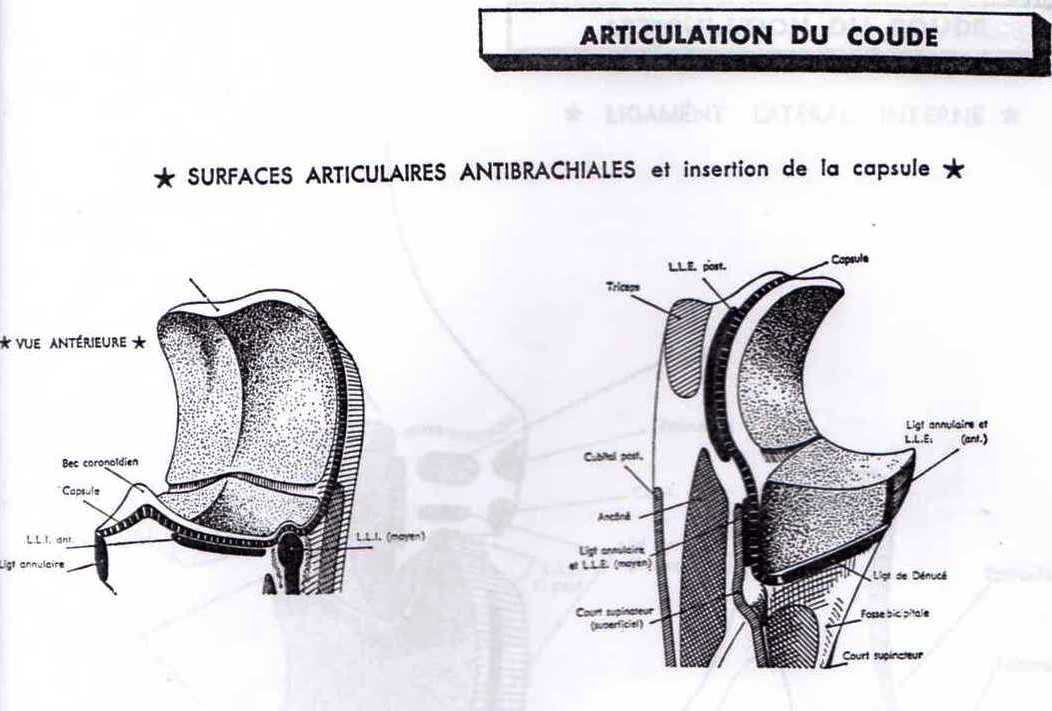 ARTICULATION DU COUDE
★ SURFACES ARTICULAIRES ANTIBRACHIALES et insertion de la capsule ★
★ VUE ANTÉRIEURE ★
Bec coronoïdien
Capsule
L.L.I. ant.
Ligt annulaire
L.L.I. (moyen)
L.L.E. post.
Capsule
Triceps
Ligt annulaire et
L.L.E. (ant.)
Cubital post.
Anconé
Ligt annulaire
et L.L.E. (moyen)
Court supinateur
(superficiel)
Ligt de Dénucé
Fosse bicipitale
Court supinateur